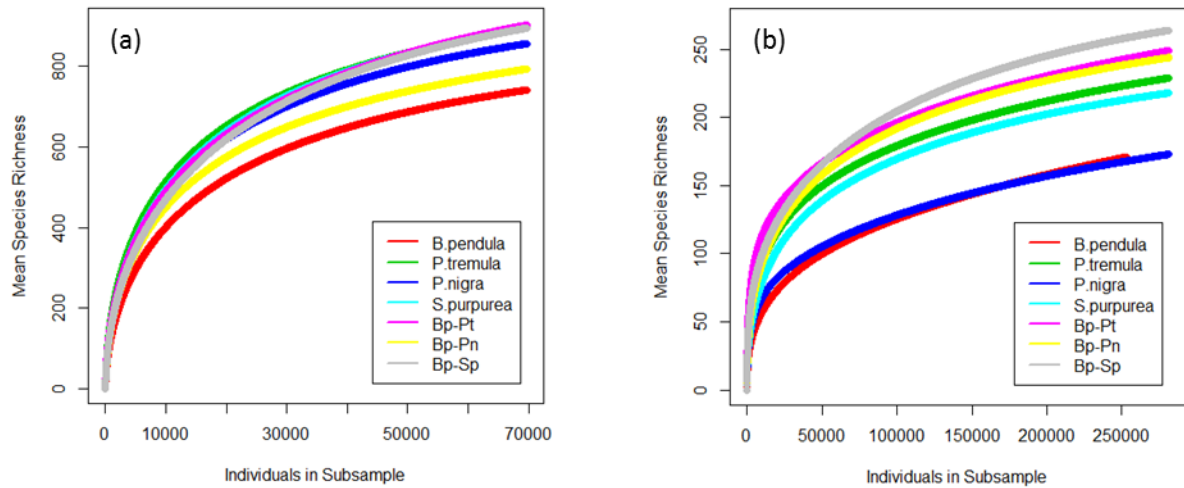 (a)
Mean Species Richness
800
600
400
200
0
B.pendula
P.tremula
P.nigra
S.purpurea
Bp-Pt
Bp-Pn
Bp-Sp
0 10000 30000 50000 70000
Individuals in Subsample
(b)
Mean Species Richness
250
200
150
100
50
0
B.pendula
P.tremula
P.nigra
S.purpurea
Bp-Pt
Bp-Pn
Bp-Sp
0 50000 100000 150000 200000 250000
Individuals in Subsample